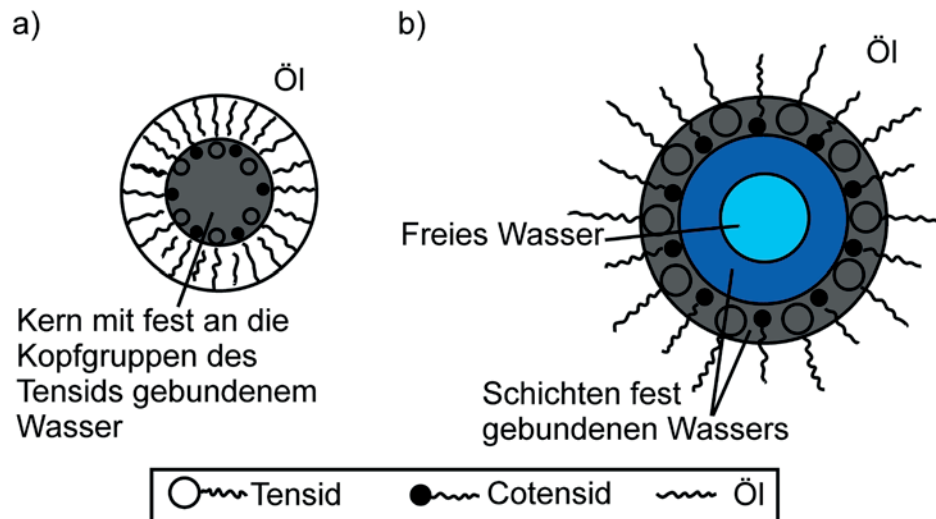 a)
Öl
Kern mit fest an die
Kopfgruppen des
Tensids gebundenem
Wasser
b)
Öl
Freies Wasser
Schichten fest
gebundenen Wassers
Tensid
Cotensid
Öl